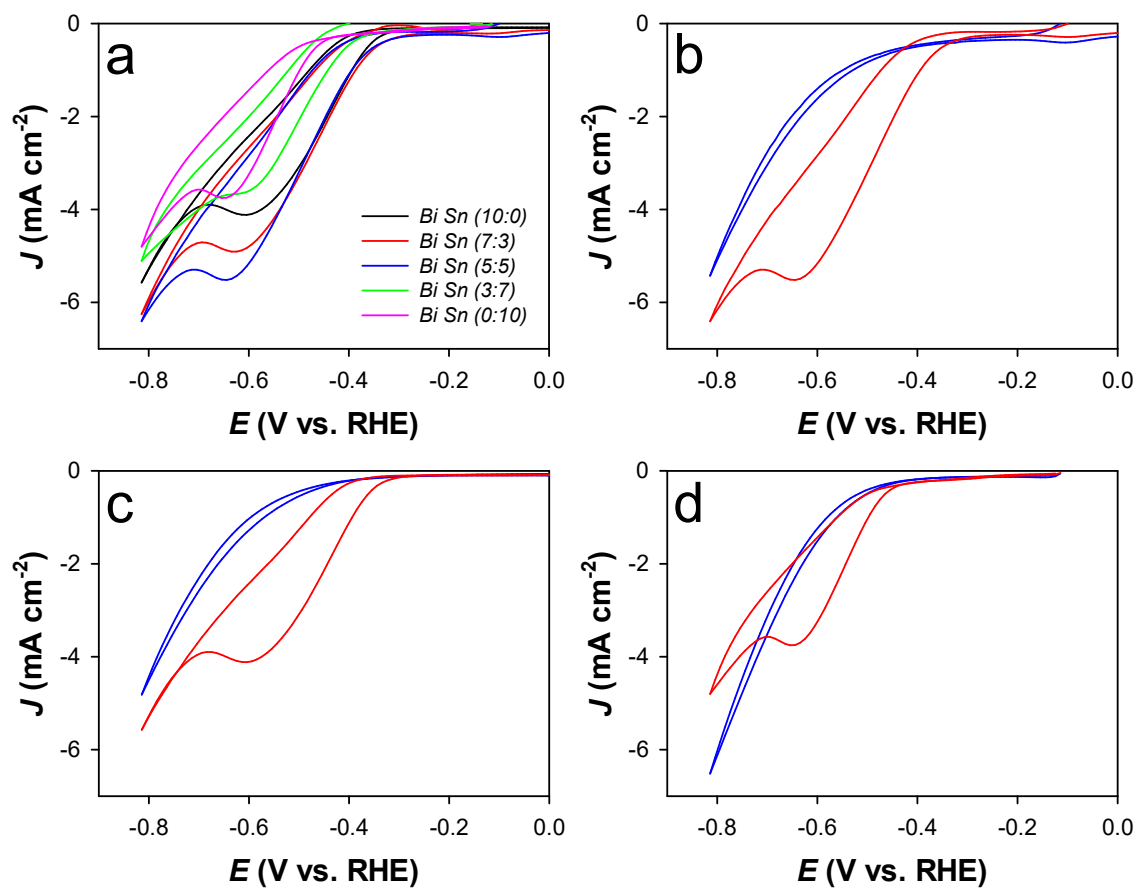 a
0
-2
-4
-6
J (mA cm-2)
Bi Sn (10:0)
Bi Sn (7:3)
Bi Sn (5:5)
Bi Sn (3:7)
Bi Sn (0:10)
-0.8 -0.6 -0.4 -0.2 0.0
E (V vs. RHE)
b
0
-2
-4
-6
J (mA cm-2)
-0.8 -0.6 -0.4 -0.2 0.0
E (V vs. RHE)
c
0
-2
-4
-6
J (mA cm-2)
-0.8 -0.6 -0.4 -0.2 0.0
E (V vs. RHE)
d
0
-2
-4
-6
J (mA cm-2)
-0.8 -0.6 -0.4 -0.2 0.0
E (V vs. RHE)